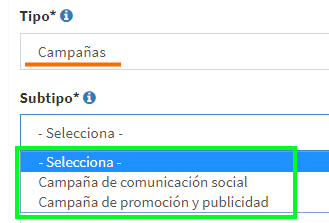 Tipo*
Campañas
Subtipo*
- Selecciona -
- Selecciona -
Campaña de comunicación social
Campaña de promoción y publicidad